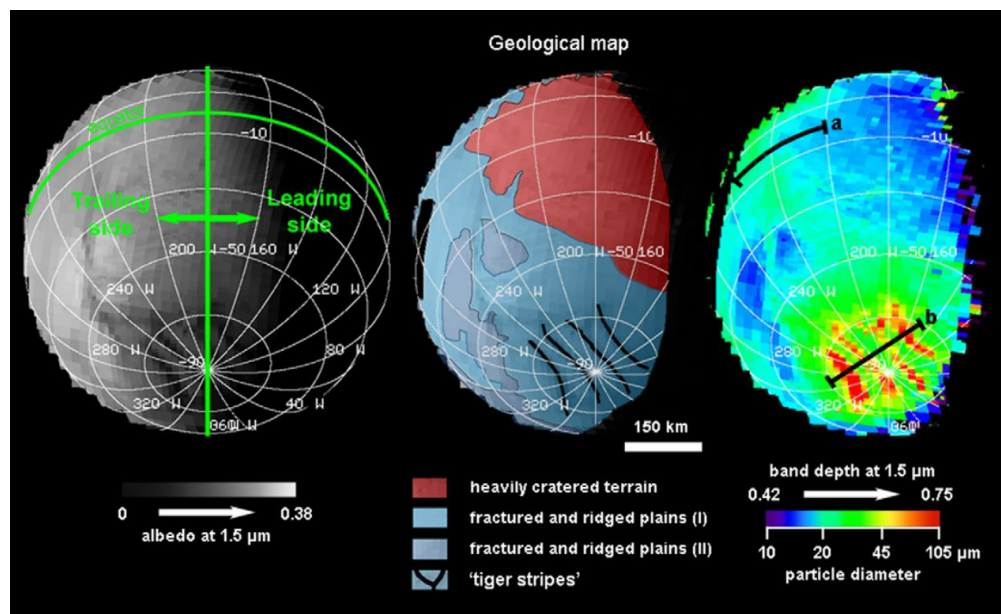 Geological map
equator
-10
Trailing side
Leading side
200 W
-50
160 W
240 W
120 W
280 W
-90
80 W
320 W
40 W
-10
200 W
-50
160
240 W
280 W
-90
320 W
a
200 W
-50
160
240 W
b
280 W
320 W
150 km
0
0.38
albedo at 1.5 µm
heavily cratered terrain
fractured and ridged plains (I)
fractured and ridged plains (II)
'tiger stripes'
band depth at 1.5 µm
0.42
0.75
10
20
45
105 µm
particle diameter